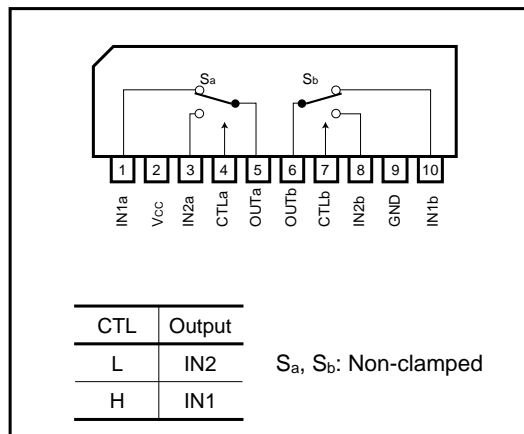 Sa Sb
1 2 3 4 5 6 7 8 9 10
IN1a
Vcc
IN2a
CTLa
OUTa
OUTb
CTLb
IN2b
GND
IN1b
CTL Output
L IN2
H IN1
Sa, Sb: Non-clamped